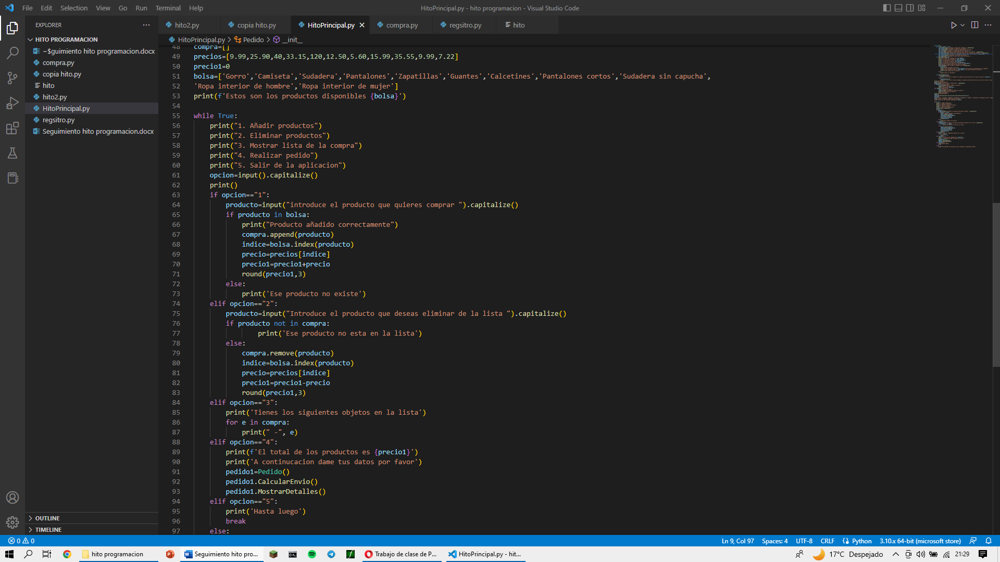 File Edit Selection View Go Run Terminal Help
HitoPrincipal.py - hito programacion - Visual Studio Code
EXPLORER
hito2.py
copia hito.py
HitoPrincipal.py
compra.py
regsitro.py
hito
HITO PROGRAMACION
~$guimiento hito programacion.docx
compra.py
copia hito.py
hito
hito2.py
HitoPrincipal.py
regsitro.py
Seguimiento hito programacion.docx
OUTLINE
TIMELINE
HitoPrincipal.py > Pedido > __init__
48 compra=[]
49 precios=[9.99,25.90,40,33.15,120,12.50,5.60,15.99,35.55,9.99,7.22]
50 precio1=0
51 bolsa=['Gorro','Camiseta','Sudadera','Pantalones','Zapatillas','Guantes','Calcetines','Pantalones cortos','Sudadera sin capucha',
52 'Ropa interior de hombre','Ropa interior de mujer']
53 print(f'Estos son los productos disponibles {bolsa}')
54
55 while True:
56     print("1. Añadir productos")
57     print("2. Eliminar productos")
58     print("3. Mostrar lista de la compra")
59     print("4. Realizar pedido")
60     print("5. Salir de la aplicacion")
61     opcion=input().capitalize()
62     print()
63     if opcion=="1":
64         producto=input("introduce el producto que quieres comprar ").capitalize()
65         if producto in bolsa:
66             print("Producto añadido correctamente")
67             compra.append(producto)
68             indice=bolsa.index(producto)
69             precio=precios[indice]
70             precio1=precio1+precio
71             round(precio1,3)
72         else:
73             print('Ese producto no existe')
74     elif opcion=="2":
75         producto=input("Introduce el producto que deseas eliminar de la lista ").capitalize()
76         if producto not in compra:
77                 print('Ese producto no esta en la lista')
78         else:
79             compra.remove(producto)
80             indice=bolsa.index(producto)
81             precio=precios[indice]
82             precio1=precio1-precio
83             round(precio1,3)
84     elif opcion=="3":
85         print('Tienes los siguientes objetos en la lista')
86         for e in compra:
87             print(" -", e)
88     elif opcion=="4":
89         print(f'El total de los productos es {precio1}')
90         print('A continucacion dame tus datos por favor')
91         pedido1=Pedido()
92         pedido1.CalcularEnvio()
93         pedido1.MostrarDetalles()
94     elif opcion=="5":
95         print('Hasta luego')
96         break
97     else:
0 0
Ln 9, Col 97 Spaces: 4 UTF-8 CRLF Python 3.10.x 64-bit (microsoft store)
hito programacion
Seguimiento hito pro...
Trabajo de clase de P...
HitoPrincipal.py - hit...
17°C Despejado
21:29